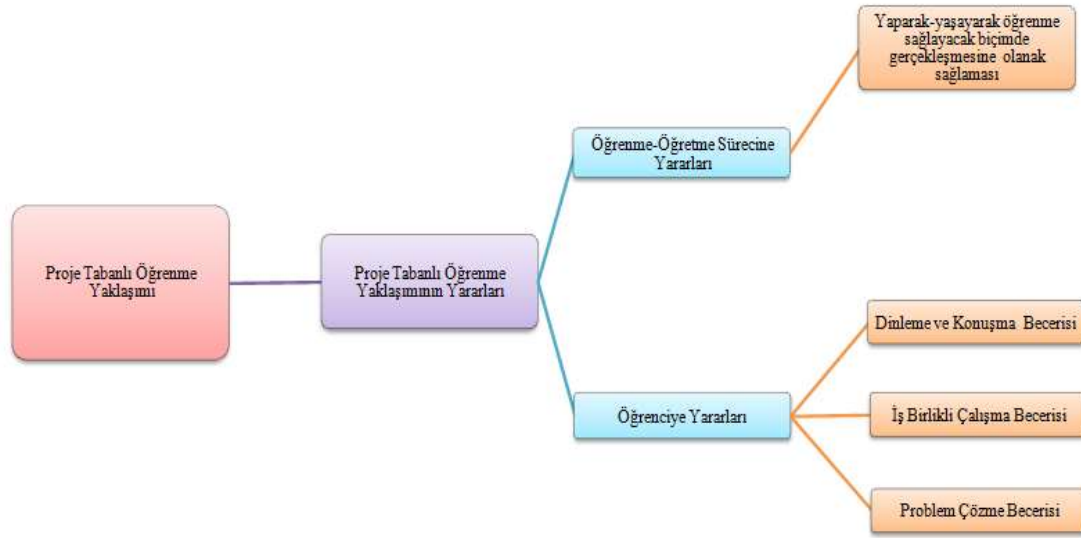 Proje Tabanlı Öğrenme
Yaklaşımı
Proje Tabanlı Öğrenme
Yaklaşımının Yararları
Öğrenme-Öğretme Sürecine
Yararları
Yaparak-yaşayarak öğrenme
sağlayacak biçimde
gerçekleşmesine olanak
sağlaması
Öğrenciye Yararları
Dinleme ve Konuşma Becerisi
İş Birlikli Çalışma Becerisi
Problem Çözme Becerisi